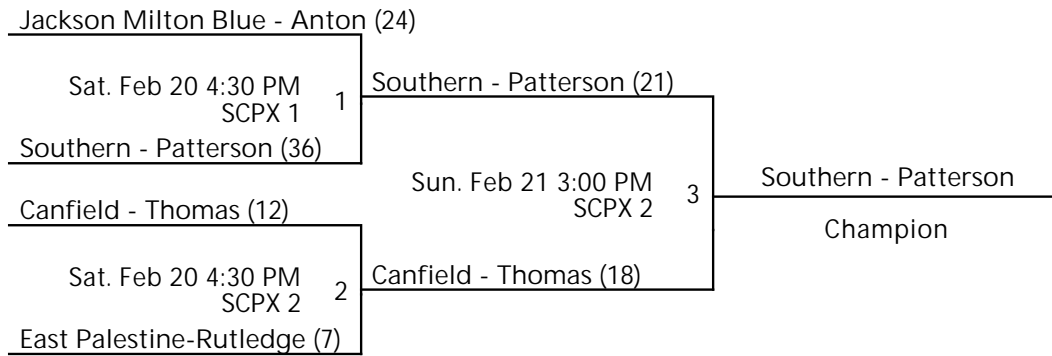 Jackson Milton Blue - Anton (24)
Sat. Feb 20 4:30 PM
SCPX 1
1
Southern - Patterson (36)
Southern - Patterson (21)
Canfield - Thomas (12)
Sat. Feb 20 4:30 PM
SCPX 2
2
East Palestine-Rutledge (7)
Canfield - Thomas (18)
Sun. Feb 21 3:00 PM
SCPX 2
3
Southern - Patterson
Champion